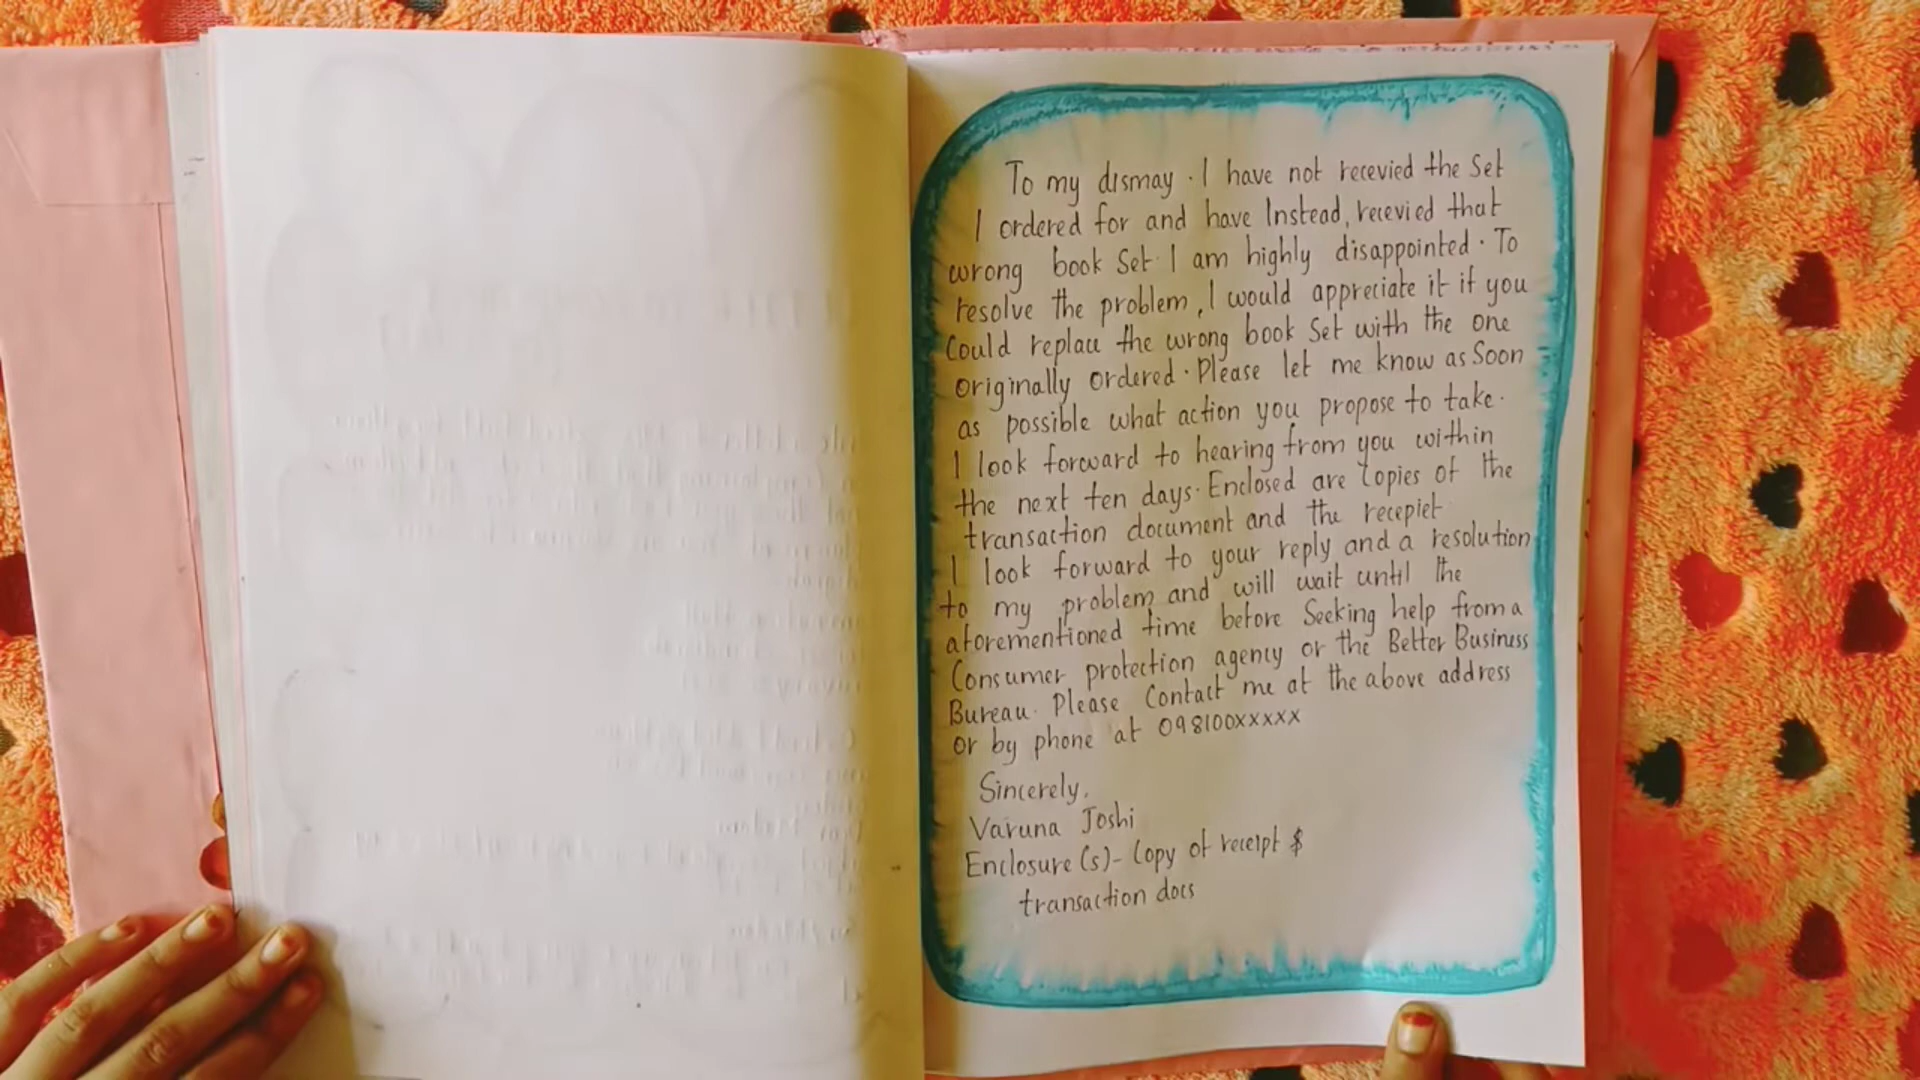 To my dismay. I have not recevied the Set
I ordered for and have Instead, recevied that
wrong book Set. I am highly disappointed. To
resolve the problem, I would appreciate it if you
Could replace the wrong book Set with the one
originally ordered. Please let me know as Soon
as possible what action you propose to take.
I look forward to hearing from you within
the next ten days. Enclosed are Copies of the
transaction document and the recepiet
I look forward to your reply and a resolution
to my problem and will wait until the
aforementioned time before Seeking help from a
Consumer protection agency or the Better Business
Bureau. Please Contact me at the above address
or by phone at 098100xxxxx
Sincerely,
Varuna Joshi
Enclosure (s)- Copy of receipt $
transaction docs